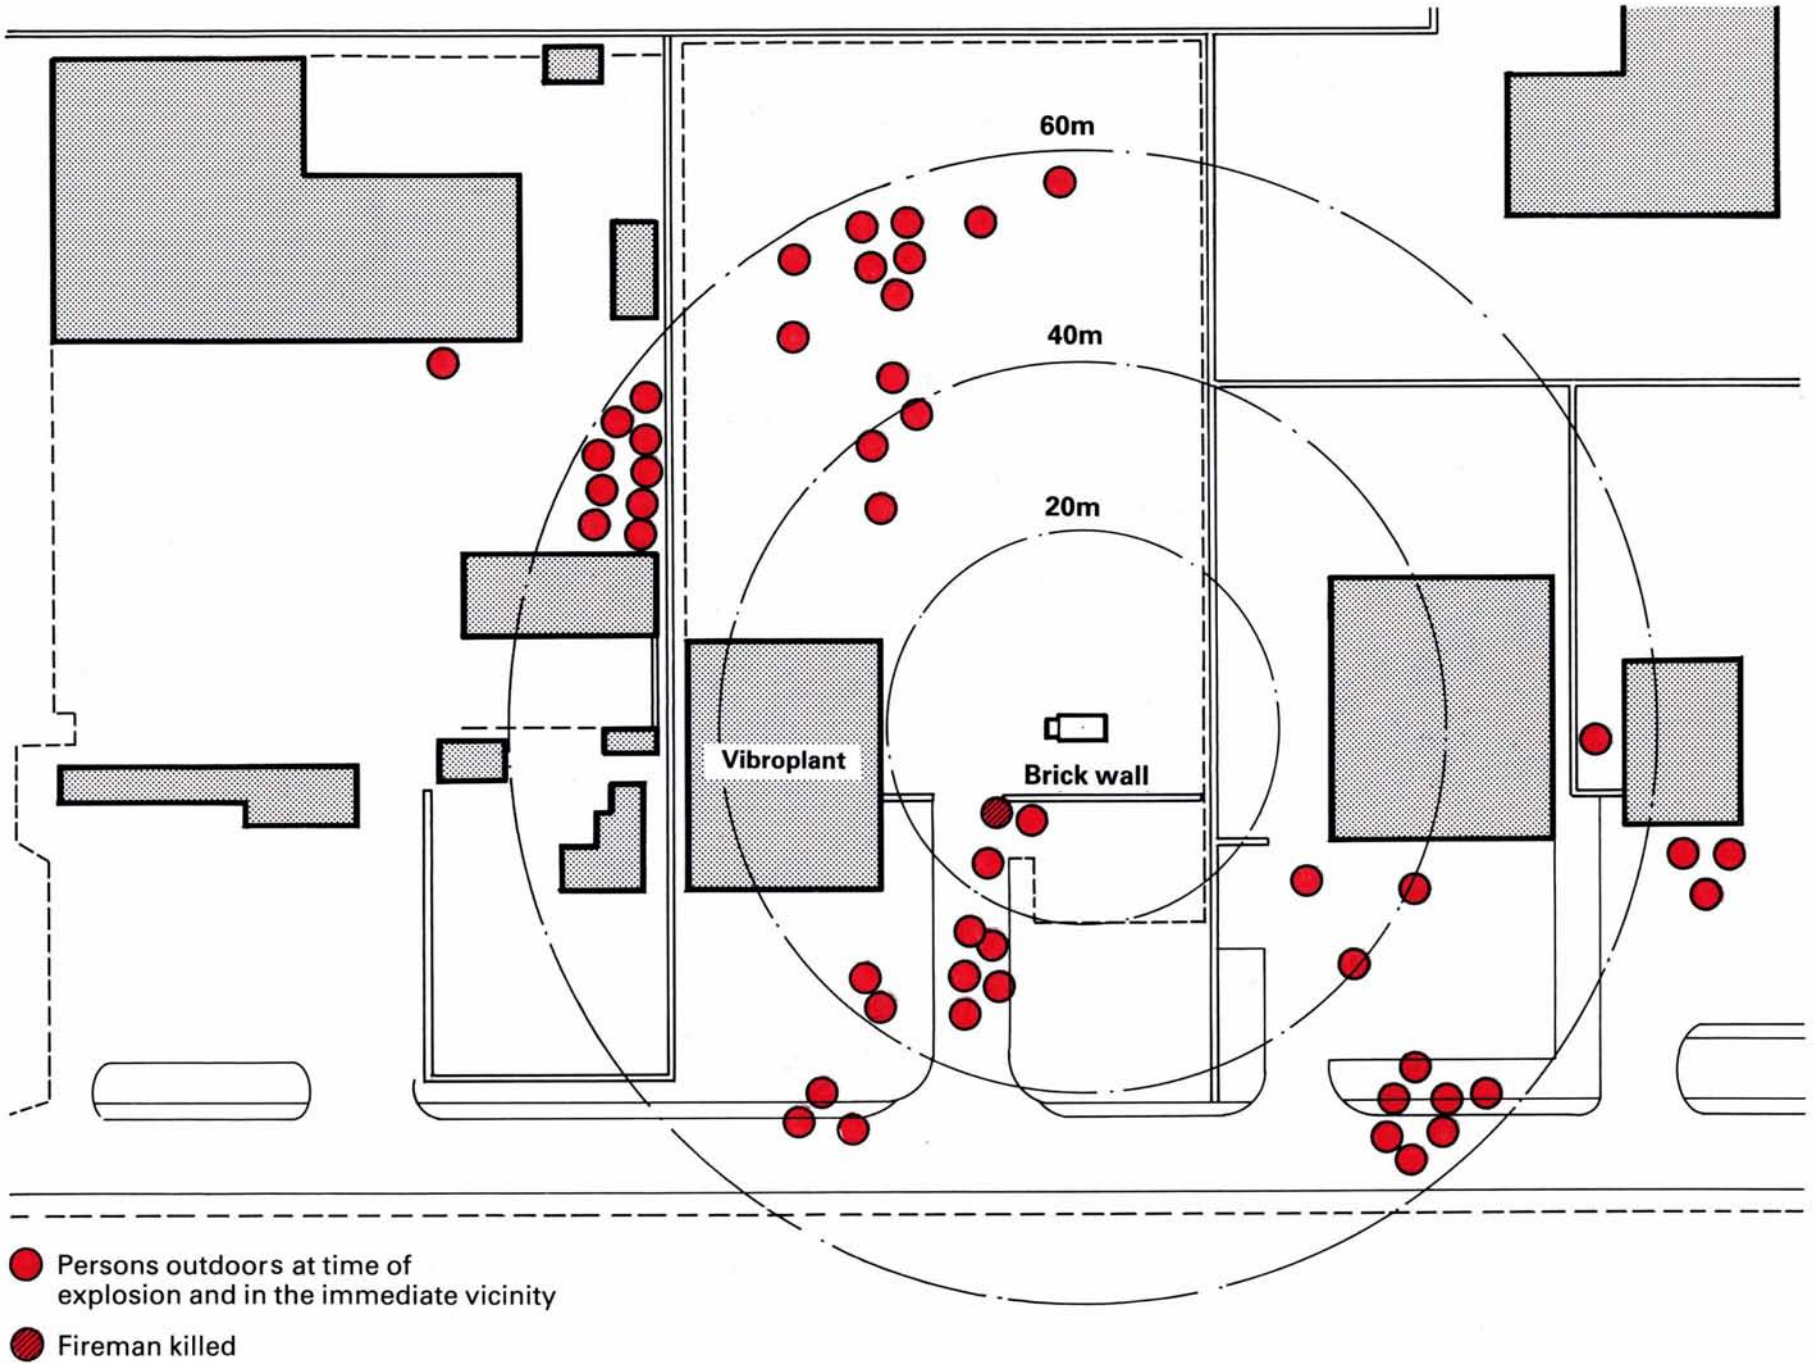 60m
40m
20m
Vibroplant
Brick wall
Persons outdoors at time of
explosion and in the immediate vicinity
Fireman killed